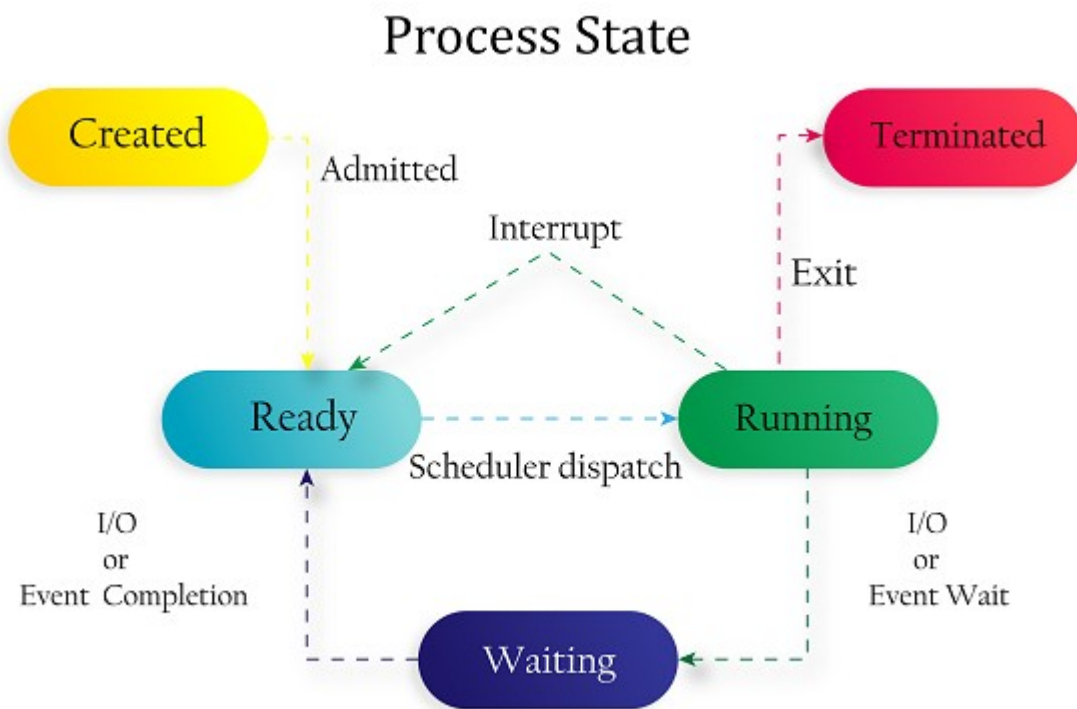 Process State
Created
Terminated
Admitted
Interrupt
Exit
Ready
Running
Scheduler dispatch
I/O
or
Event Completion
I/O
or
Event Wait
Waiting